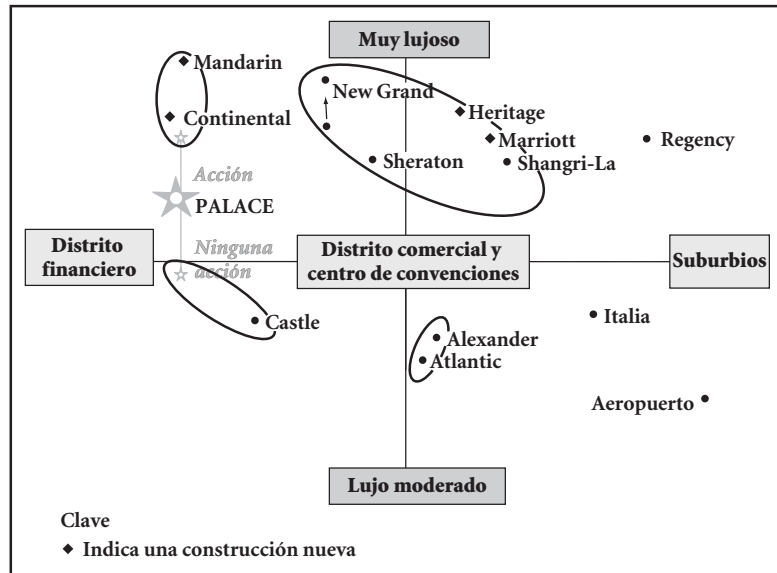 Muy lujoso
Mandarin
New Grand
Continental
Heritage
Marriott
Regency
Sheraton
Shangri-La
Acción
PALACE
Distrito
financiero
Ninguna
acción
Distrito comercial y
centro de convenciones
Suburbios
Castle
Italia
Alexander
Atlantic
Aeropuerto
Lujo moderado
Clave
Indica una construcción nueva